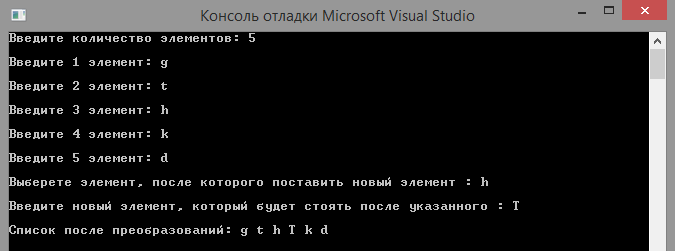 Консоль отладки Microsoft Visual Studio
Введите количество элементов: 5
Введите 1 элемент: g
Введите 2 элемент: t
Введите 3 элемент: h
Введите 4 элемент: k
Введите 5 элемент: d
Выберете элемент, после которого поставить новый элемент : h
Введите новый элемент, который будет стоять после указанного : T
Список после преобразований: g t h T k d